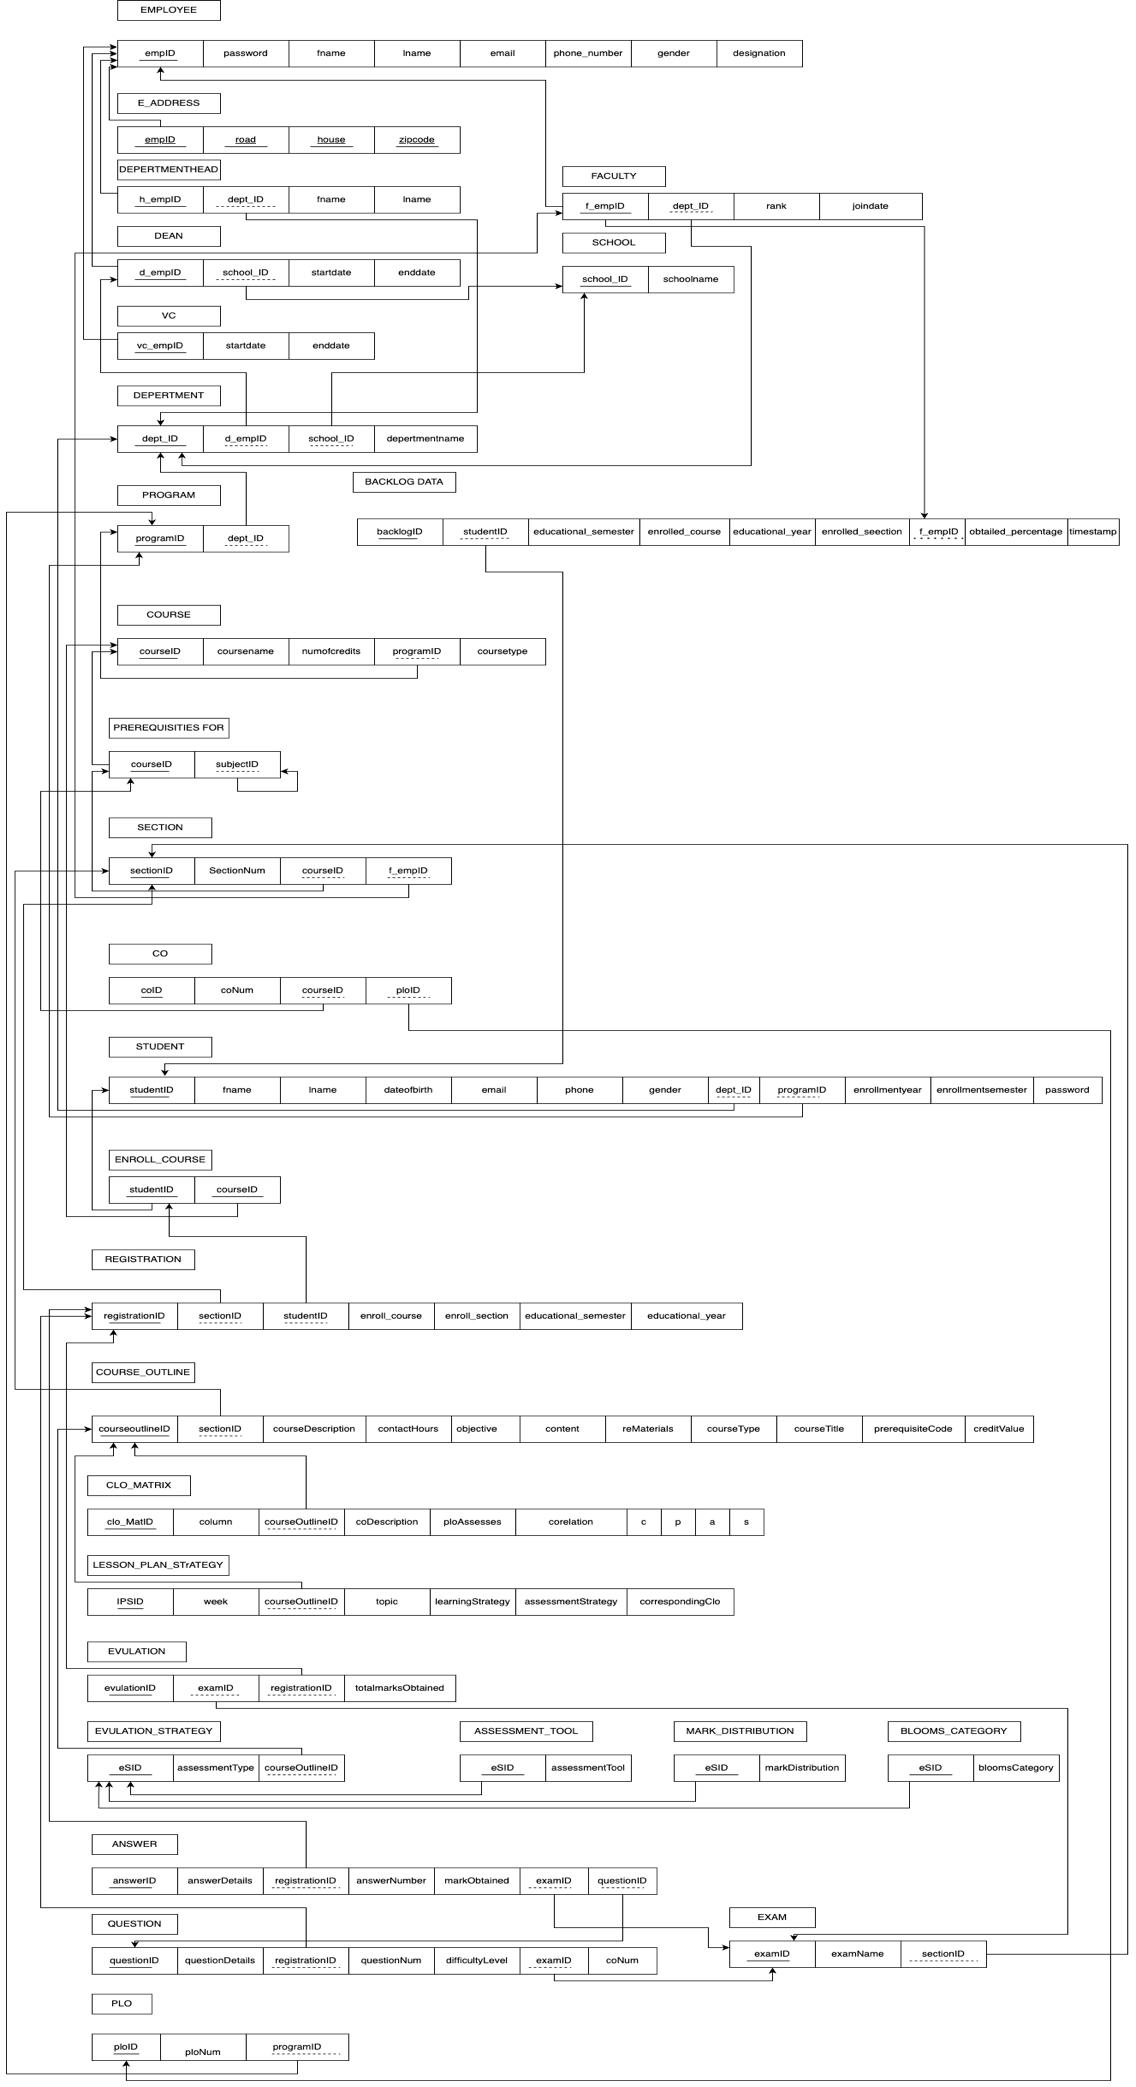 EMPLOYEE
empID password fname lname email phone_number gender designation
E_ADDRESS
empID road house zipcode
DEPERTMENTHEAD
FACULTY
h_empID dept_ID fname lname
f_empID dept_ID rank joindate
DEAN
SCHOOL
d_empID school_ID startdate enddate
school_ID schoolname
VC
vc_empID startdate enddate
DEPERTMENT
dept_ID d_empID school_ID depertmentname
BACKLOG DATA
PROGRAM
backlogID studentID educational_semester enrolled_course educational_year enrolled_seection f_empID obtailed_percentage timestamp
programID dept_ID
COURSE
courseID coursename numofcredits programID coursetype
PREREQUISITIES FOR
courseID subjectID
SECTION
sectionID SectionNum courseID f_empID
CO
coID coNum courseID ploID
STUDENT
studentID fname lname dateofbirth email phone gender dept_ID programID enrollmentyear enrollmentsemester password
ENROLL_COURSE
studentID courseID
REGISTRATION
registrationID sectionID studentID enroll_course enroll_section educational_semester educational_year
COURSE_OUTLINE
courseoutlineID sectionID courseDescription contactHours objective content reMaterials courseType courseTitle prerequisiteCode creditValue
CLO_MATRIX
clo_MatID column courseOutlineID coDescription ploAssesses corelation c p a s
LESSON_PLAN_STrATEGY
lPSID week courseOutlineID topic learningStrategy assessmentStrategy correspondingClo
EVULATION
evulationID examID registrationID totalmarksObtained
EVULATION_STRATEGY ASSESSMENT_TOOL MARK_DISTRIBUTION BLOOMS_CATEGORY
eSID assessmentType courseOutlineID
eSID assessmentTool
eSID markDistribution
eSID bloomsCategory
ANSWER
answerID answerDetails registrationID answerNumber markObtained examID questionID
QUESTION
EXAM
questionID questionDetails registrationID questionNum difficultyLevel examID coNum
examID examName sectionID
PLO
ploID ploNum programID